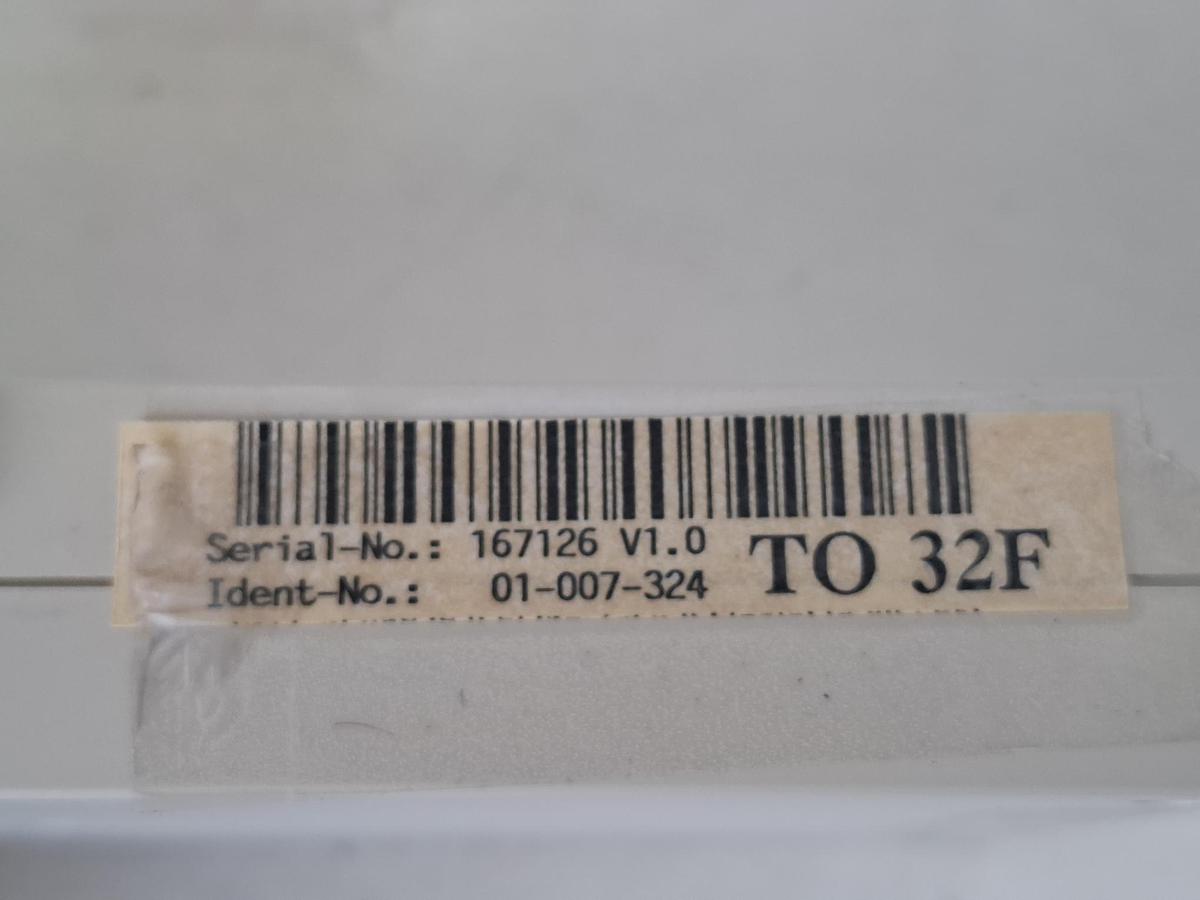 Serial-No.: 167126 V1.0
Ident-No.: 01-007-324
TO 32F